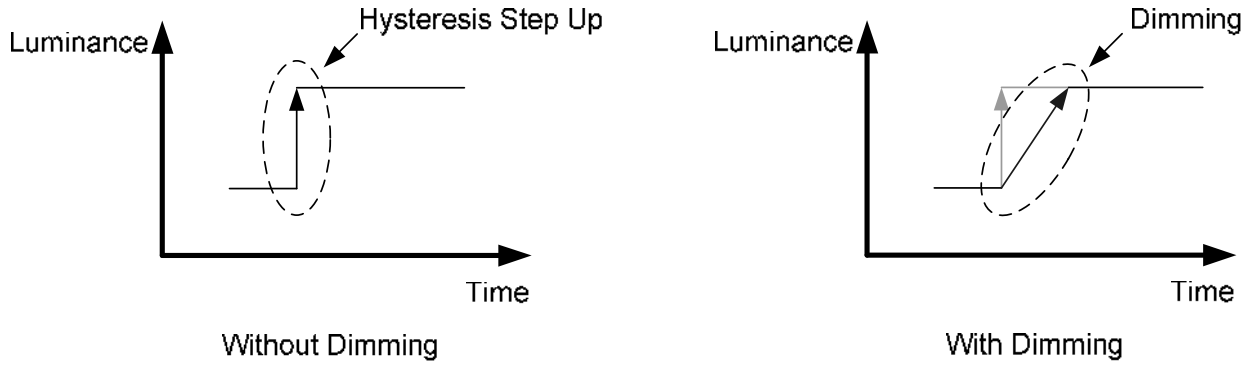 Hysteresis Step Up
Luminance
Time
Without Dimming
Dimming
Luminance
Time
With Dimming